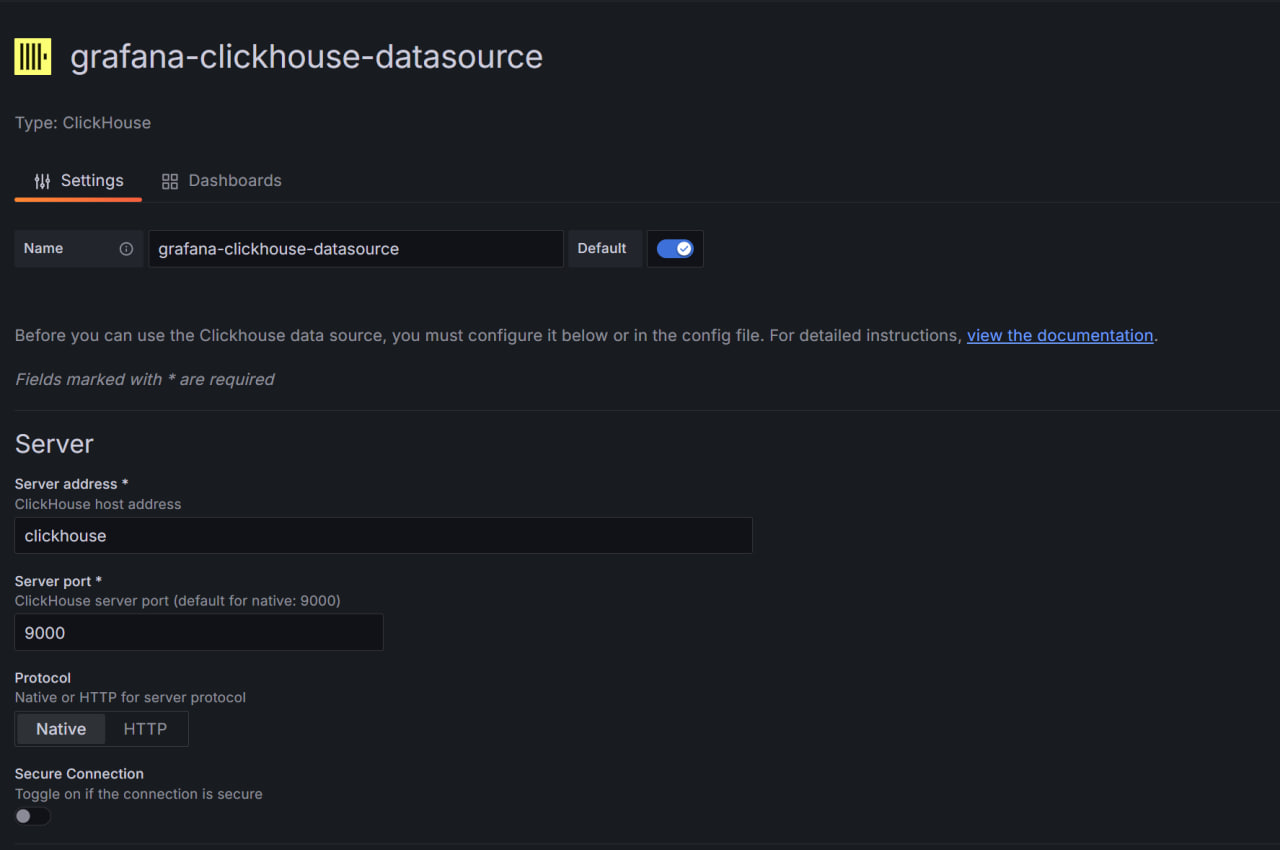 grafana-clickhouse-datasource
Type: ClickHouse
Settings Dashboards
Name grafana-clickhouse-datasource Default
Before you can use the Clickhouse data source, you must configure it below or in the config file. For detailed instructions, view the documentation.
Fields marked with * are required
Server
Server address *
ClickHouse host address
clickhouse
Server port *
ClickHouse server port (default for native: 9000)
9000
Protocol
Native or HTTP for server protocol
Native HTTP
Secure Connection
Toggle on if the connection is secure